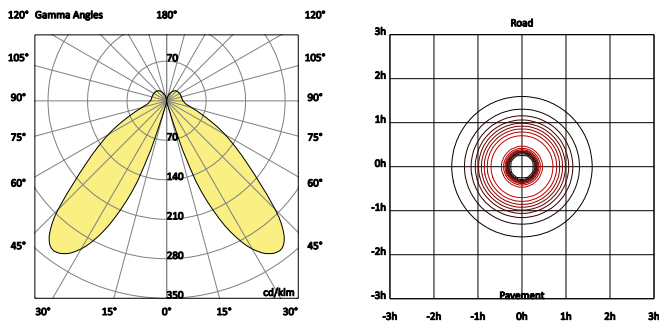 120° Gamma Angles 180° 120°
105° 70 105°
90° 90°
75° 70 75°
60° 140 60°
210
45° 280 45°
350 cd/klm
30° 15° 0° 15° 30°
Road
3h
2h
1h
0h
-1h
-2h
-3h
Pavement
-3h -2h -1h 0h 1h 2h 3h